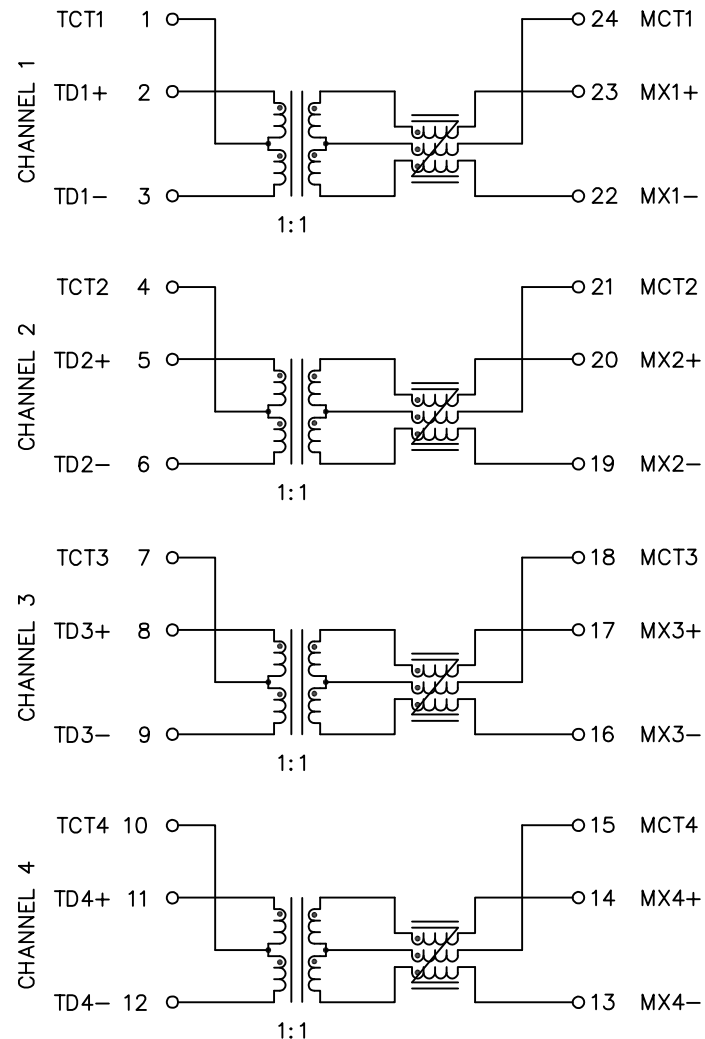 CHANNEL 1
TCT1 1 24 MCT1
TD1+ 2 23 MX1+
TD1− 3 22 MX1−
1:1
CHANNEL 2
TCT2 4 21 MCT2
TD2+ 5 20 MX2+
TD2− 6 19 MX2−
1:1
CHANNEL 3
TCT3 7 18 MCT3
TD3+ 8 17 MX3+
TD3− 9 16 MX3−
1:1
CHANNEL 4
TCT4 10 15 MCT4
TD4+ 11 14 MX4+
TD4− 12 13 MX4−
1:1